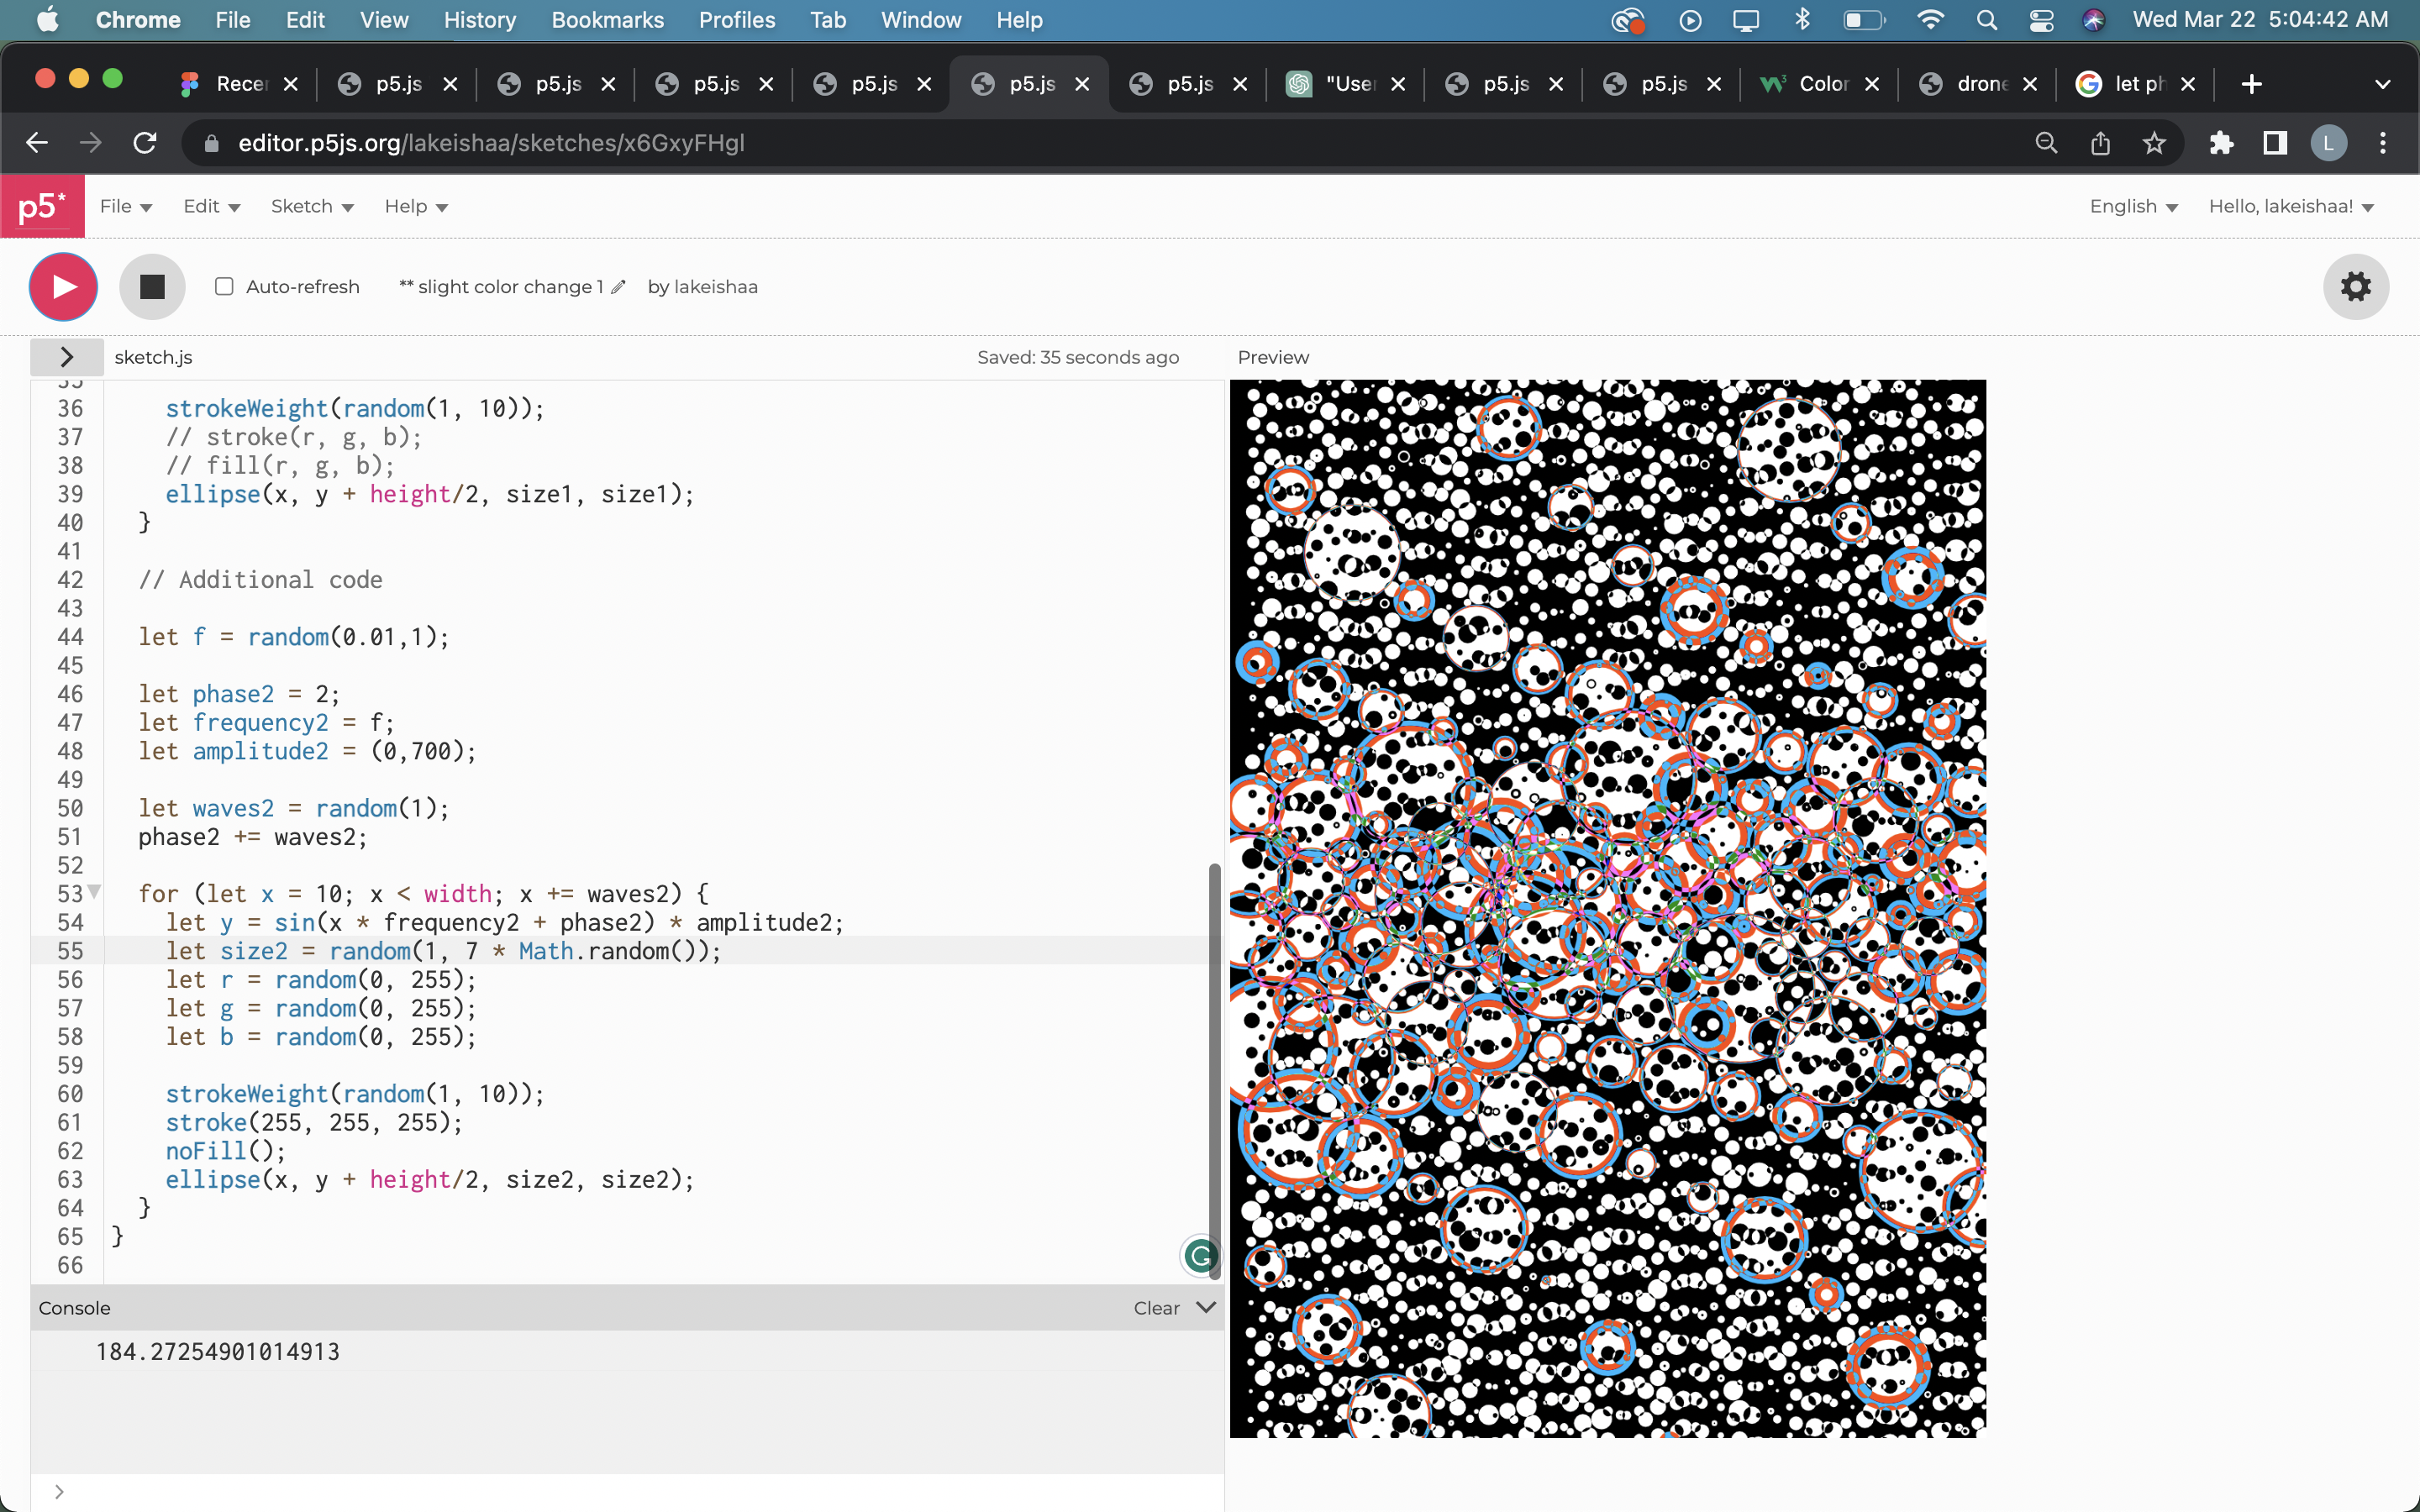 Chrome File Edit View History Bookmarks Profiles Tab Window Help Wed Mar 22 5:04:42 AM
Recer p5.js p5.js p5.js p5.js p5.js p5.js "User p5.js p5.js Color drone let ph
editor.p5js.org/lakeishaa/sketches/x6GxyFHgl L
p5* File Edit Sketch Help English Hello, lakeishaa!
Auto-refresh ** slight color change 1 by lakeishaa
> sketch.js Saved: 35 seconds ago Preview
35
36 strokeWeight(random(1, 10));
37 // stroke(r, g, b);
38 // fill(r, g, b);
39 ellipse(x, y + height/2, size1, size1);
40 }
41
42 // Additional code
43
44 let f = random(0.01,1);
45
46 let phase2 = 2;
47 let frequency2 = f;
48 let amplitude2 = (0,700);
49
50 let waves2 = random(1);
51 phase2 += waves2;
52
53 for (let x = 10; x < width; x += waves2) {
54 let y = sin(x * frequency2 + phase2) * amplitude2;
55 let size2 = random(1, 7 * Math.random());
56 let r = random(0, 255);
57 let g = random(0, 255);
58 let b = random(0, 255);
59
60 strokeWeight(random(1, 10));
61 stroke(255, 255, 255);
62 noFill();
63 ellipse(x, y + height/2, size2, size2);
64 }
65 }
66
Console Clear
184.27254901014913
>